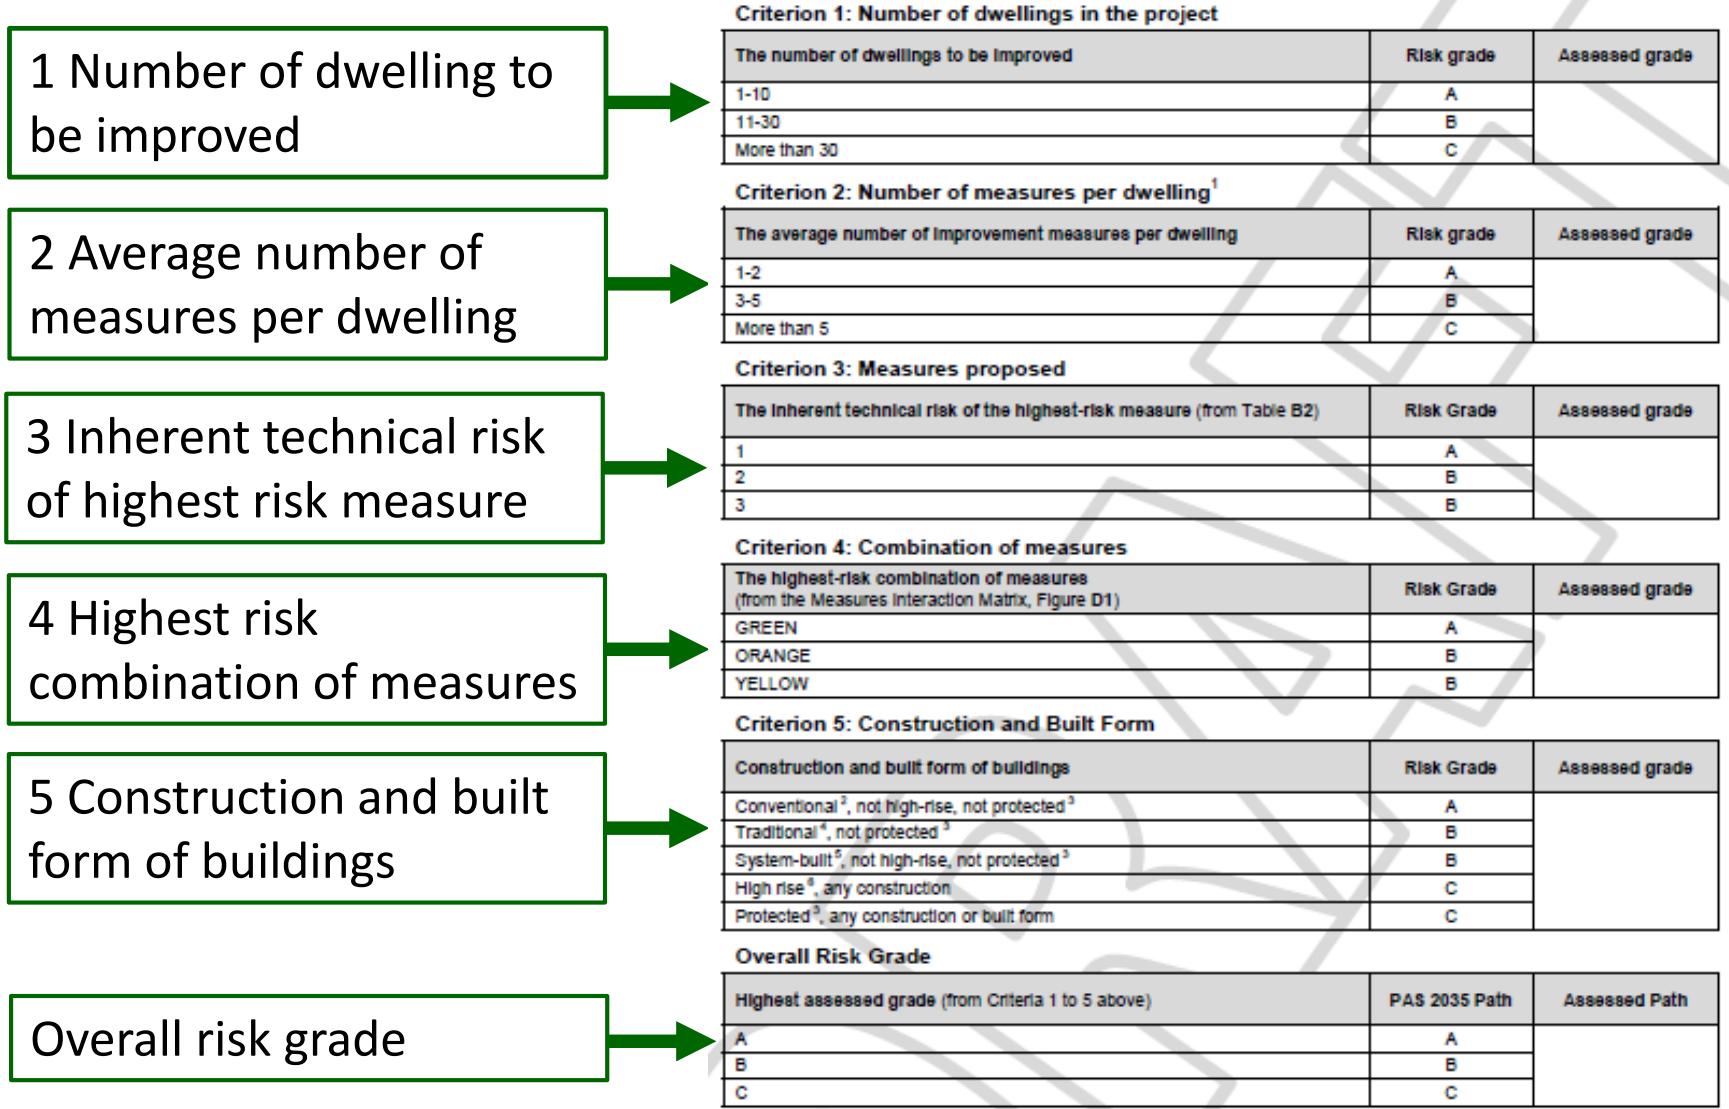 1 Number of dwelling to
be improved
2 Average number of
measures per dwelling
3 Inherent technical risk
of highest risk measure
4 Highest risk
combination of measures
5 Construction and built
form of buildings
Overall risk grade
Criterion 1: Number of dwellings in the project
The number of dwellings to be improved Risk grade Assessed grade
1-10 A
11-30 B
More than 30 C
Criterion 2: Number of measures per dwelling1
The average number of improvement measures per dwelling Risk grade Assessed grade
1-2 A
3-5 B
More than 5 C
Criterion 3: Measures proposed
The inherent technical risk of the highest-risk measure (from Table B2) Risk Grade Assessed grade
1 A
2 B
3 B
Criterion 4: Combination of measures
The highest-risk combination of measures
(from the Measures Interaction Matrix, Figure D1) Risk Grade Assessed grade
GREEN A
ORANGE B
YELLOW B
Criterion 5: Construction and Built Form
Construction and built form of buildings Risk Grade Assessed grade
Conventional2, not high-rise, not protected3 A
Traditional4, not protected3 B
System-built5, not high-rise, not protected3 B
High rise6, any construction C
Protected3, any construction or built form C
Overall Risk Grade
Highest assessed grade (from Criteria 1 to 5 above) PAS 2035 Path Assessed Path
A A
B B
C C
DRAFT